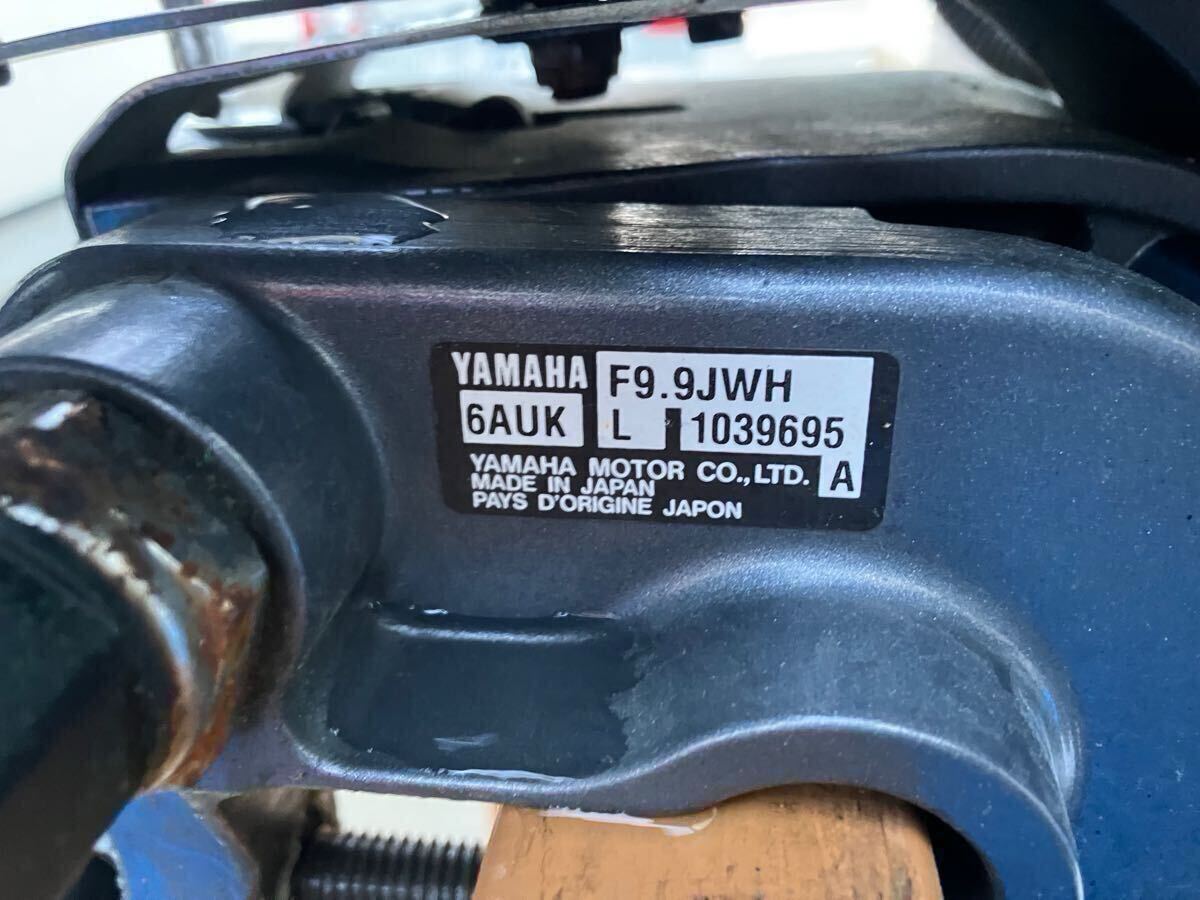 YAMAHA F9.9JWH
6AUK L 1039695
YAMAHA MOTOR CO.,LTD. A
MADE IN JAPAN
PAYS D'ORIGINE JAPON